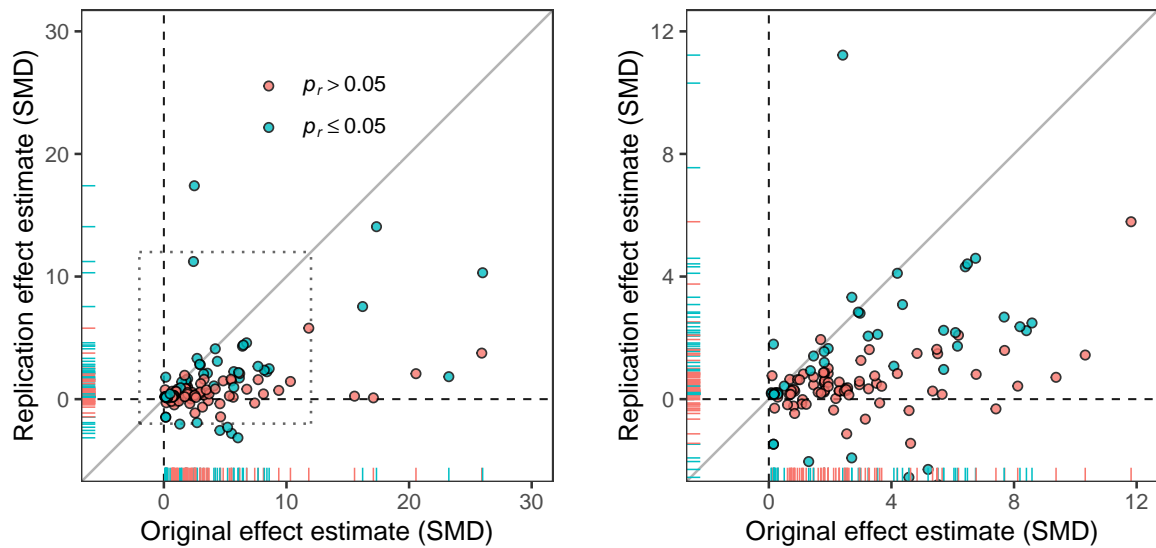 30
20
10
0
0
10
20
30
Replication effect estimate (SMD)
Original effect estimate (SMD)
p_r > 0.05
p_r ≤ 0.05
12
8
4
0
0
4
8
12
Replication effect estimate (SMD)
Original effect estimate (SMD)